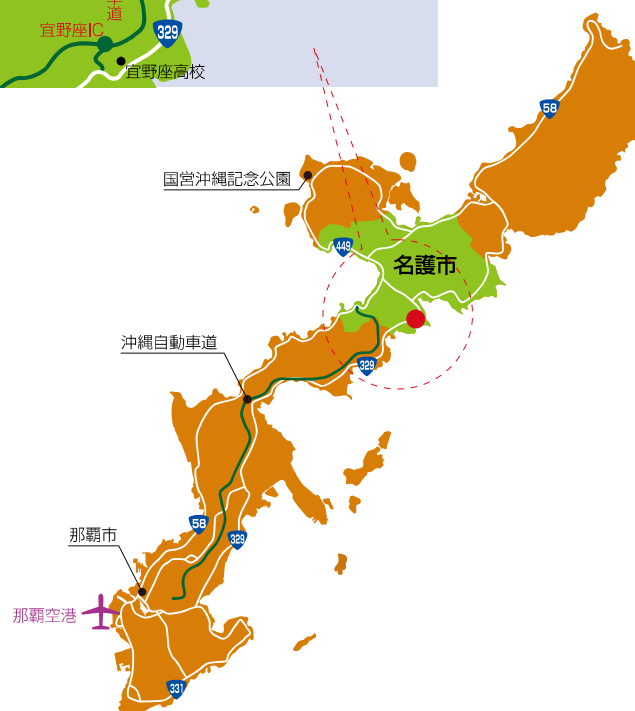 道
宜野座IC
329
宜野座高校
58
国営沖縄記念公園
449
名護市
沖縄自動車道
329
58
那覇市
329
那覇空港
331